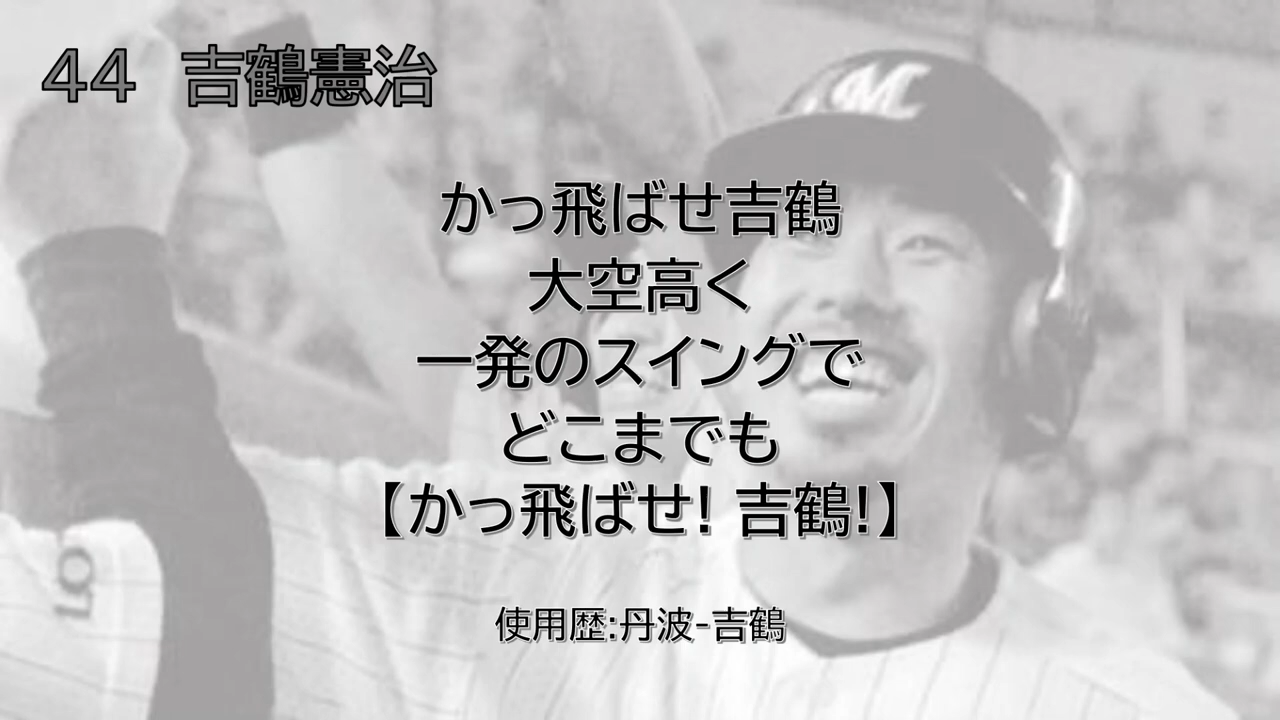 44 吉鶴憲治
M
かっ飛ばせ吉鶴
大空高く
一発のスイングで
どこまでも
【かっ飛ばせ! 吉鶴!】
10
使用歴:丹波-吉鶴